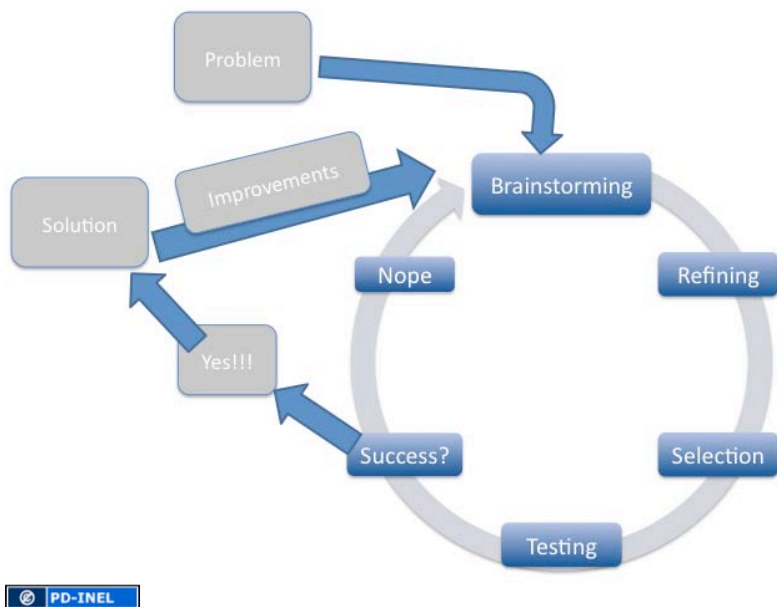 Problem
Improvements
Brainstorming
Solution
Nope
Refining
Yes!!!
Success?
Selection
Testing
PD-INEL